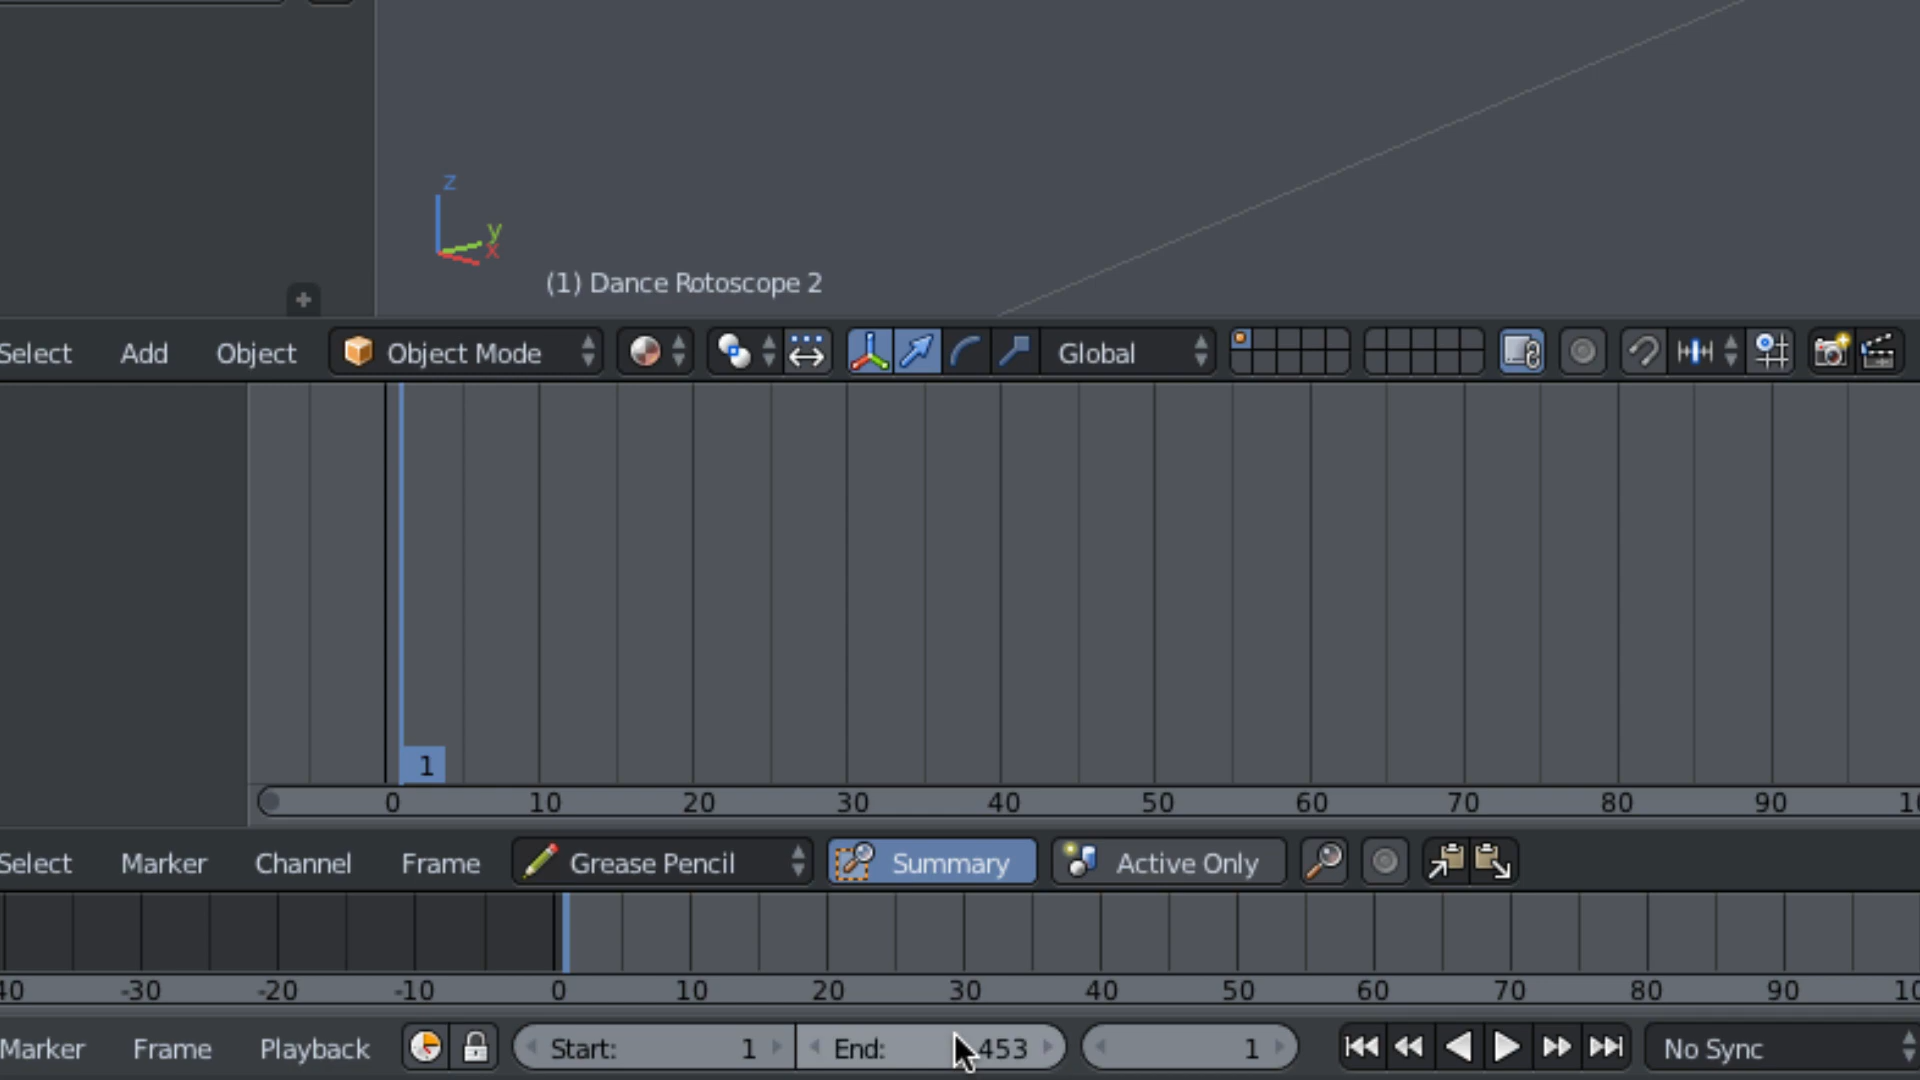 z
y
x
(1) Dance Rotoscope 2
Select Add Object Object Mode Global
1
0 10 20 30 40 50 60 70 80 90
Select Marker Channel Frame Grease Pencil Summary Active Only
-30 -20 -10 0 10 20 30 40 50 60 70 80 90
Marker Frame Playback Start: 1 End: 453 1 No Sync